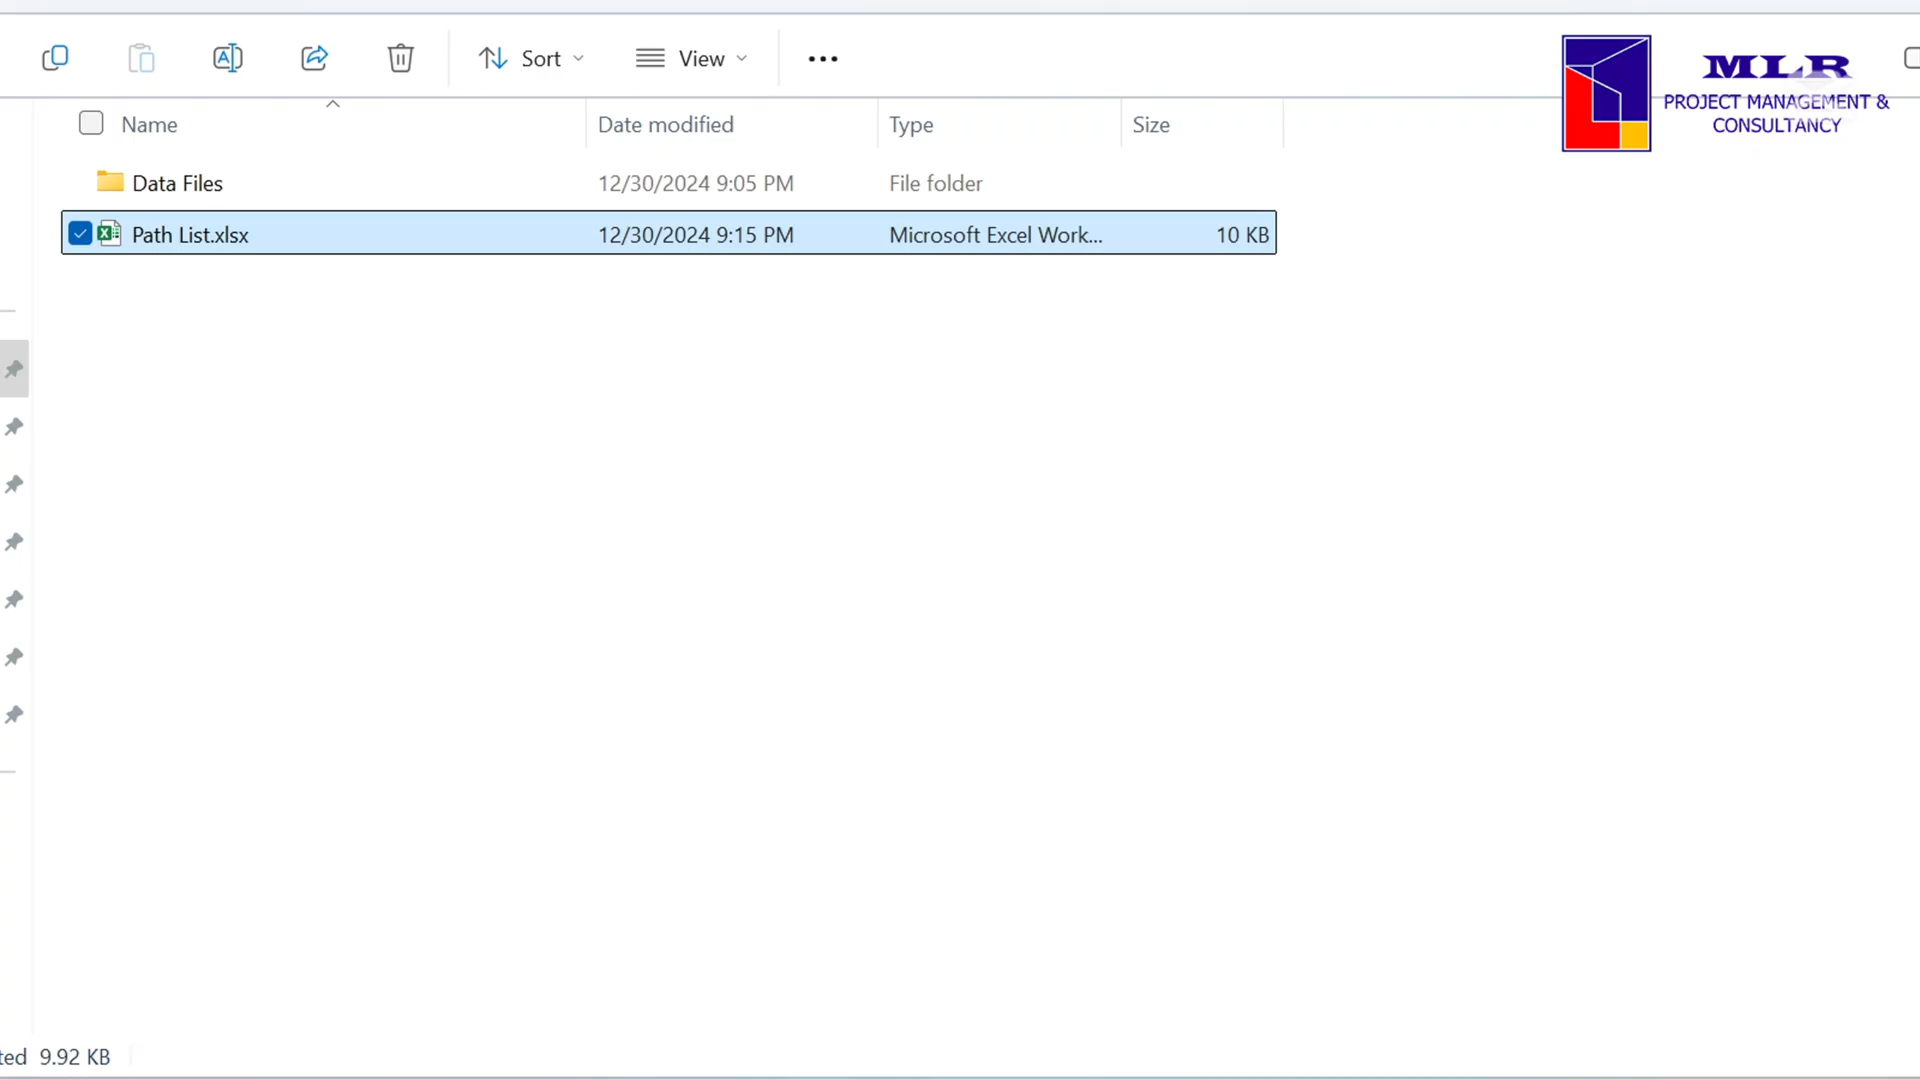 Sort View
MLR
PROJECT MANAGEMENT &
CONSULTANCY
Name Date modified Type Size
Data Files 12/30/2024 9:05 PM File folder
Path List.xlsx 12/30/2024 9:15 PM Microsoft Excel Work... 10 KB
ted 9.92 KB